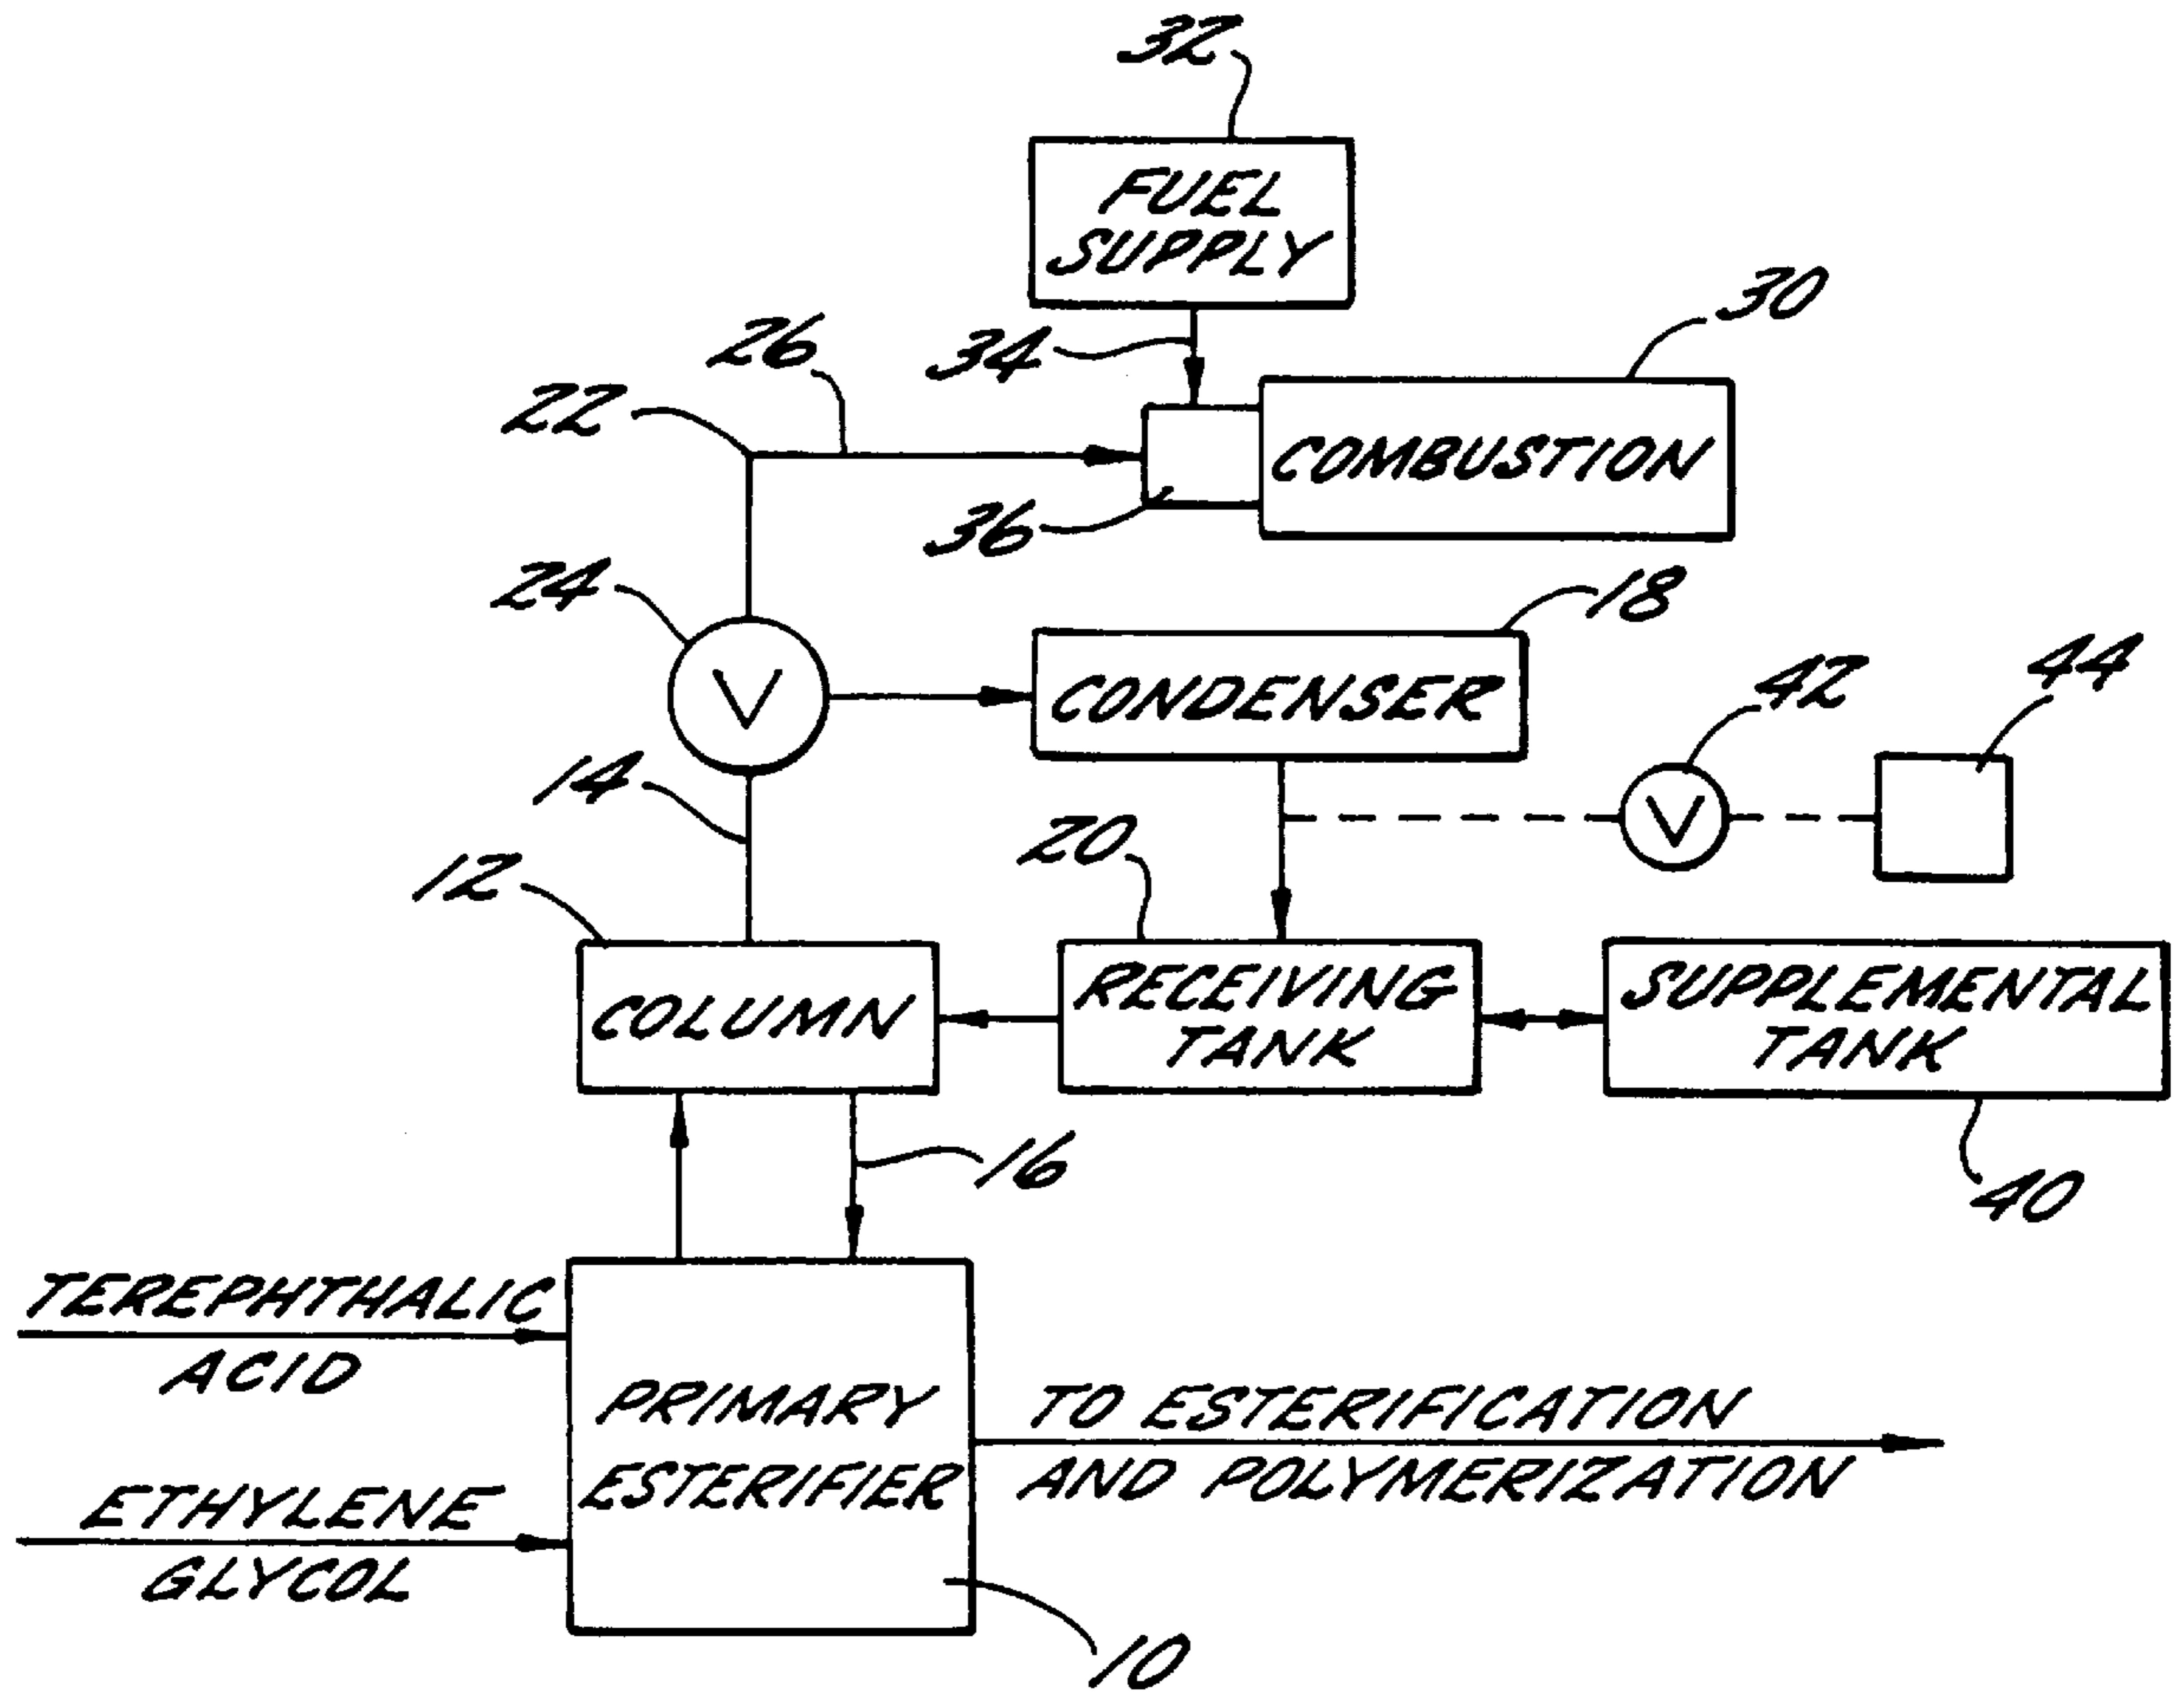 32
FUEL
SUPPLY
30
26
34
22
COMBUSTION
36
24
18
V
CONDENSER
42
44
14
V
20
12
COLUMN
RECEIVING
TANK
SUPPLEMENTAL
TANK
16
40
TEREPHTHALIC
ACID
PRIMARY
ESTERIFIER
TO ESTERIFICATION
AND POLYMERIZATION
ETHYLENE
GLYCOL
10